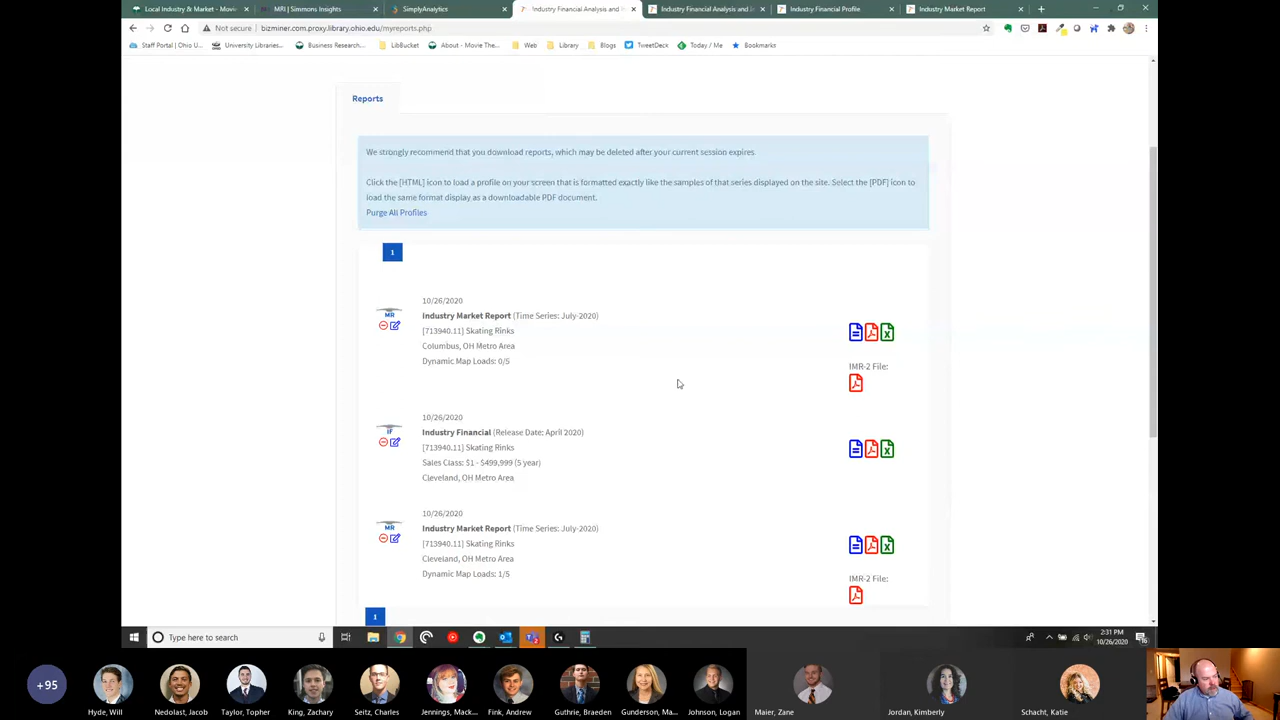 Local Industry & Market - Movi
MRI | Simmons Insights
SimplyAnalytics
Industry Financial Analysis and In
Industry Financial Analysis and In
Industry Financial Profile
Industry Market Report
Not secure | bizminer.com.proxy.library.ohio.edu/myreports.php
Staff Portal | Ohio U...
University Libraries...
Business Research...
LibBucket
About - Movie The...
Web
Library
Blogs
TweetDeck
Today / Me
Bookmarks
Reports
We strongly recommend that you download reports, which may be deleted after your current session expires.
Click the [HTML] icon to load a profile on your screen that is formatted exactly like the samples of that series displayed on the site. Select the [PDF] icon to
load the same format display as a downloadable PDF document.
Purge All Profiles
1
10/26/2020
MR
Industry Market Report (Time Series: July-2020)
[713940.11] Skating Rinks
Columbus, OH Metro Area
Dynamic Map Loads: 0/5
IMR-2 File:
10/26/2020
IF
Industry Financial (Release Date: April 2020)
[713940.11] Skating Rinks
Sales Class: $1 - $499,999 (5 year)
Cleveland, OH Metro Area
10/26/2020
MR
Industry Market Report (Time Series: July-2020)
[713940.11] Skating Rinks
Cleveland, OH Metro Area
Dynamic Map Loads: 1/5
IMR-2 File:
1
Type here to search
2:31 PM
10/26/2020
+95
Hyde, Will
Nedolast, Jacob
Taylor, Topher
King, Zachary
Seitz, Charles
Jennings, Mack...
Fink, Andrew
Guthrie, Braeden
Gunderson, Ma...
Johnson, Logan
Maier, Zane
Jordan, Kimberly
Schacht, Katie